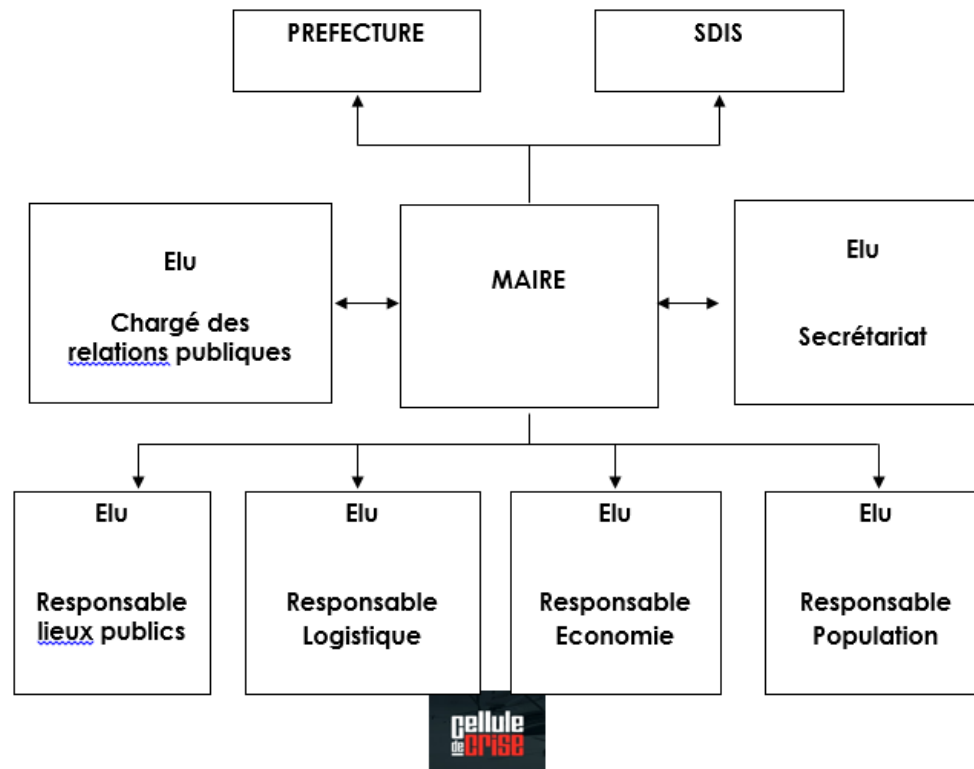 PREFECTURE
SDIS
Elu
Chargé des
relations publiques
MAIRE
Elu
Secrétariat
Elu
Responsable
lieux publics
Elu
Responsable
Logistique
Elu
Responsable
Economie
Elu
Responsable
Population
cellule
de crise